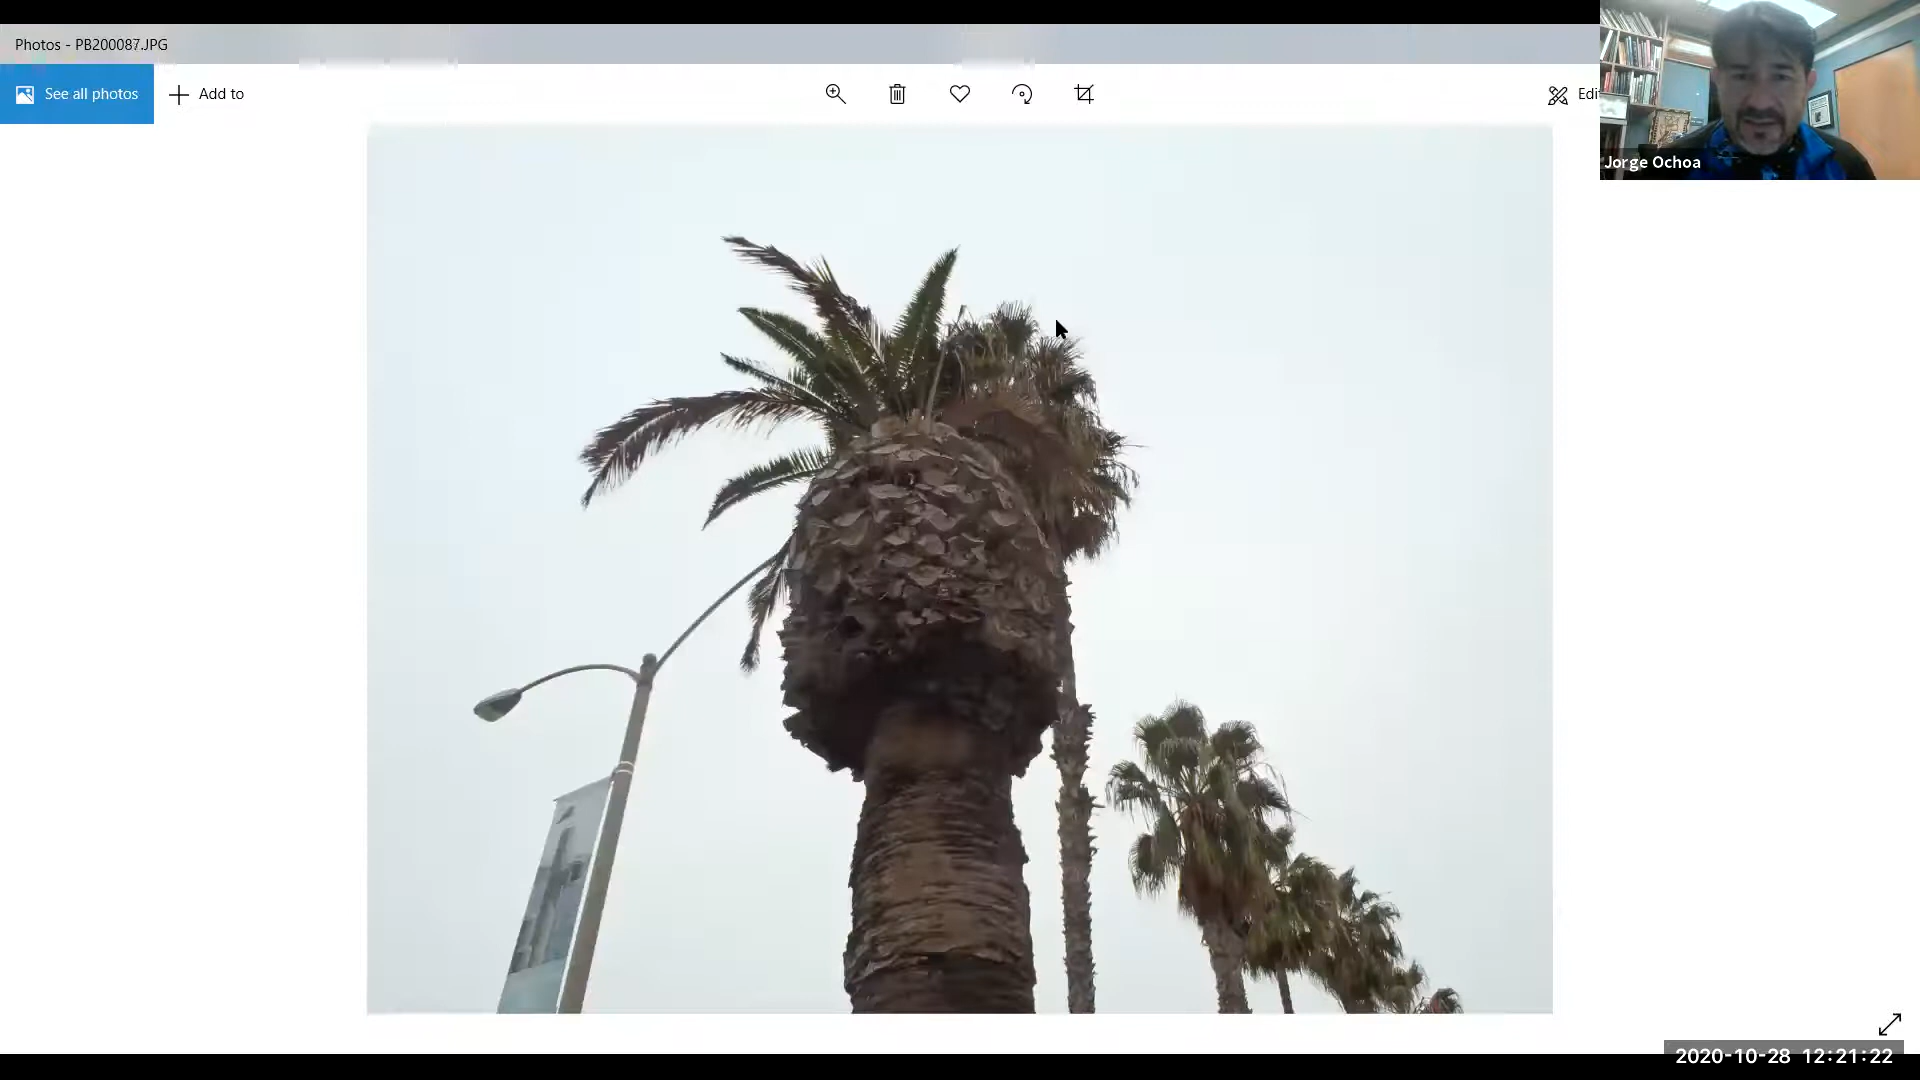 Photos - PB200087.JPG
See all photos
Add to
Edi
Jorge Ochoa
2020-10-28 12:21:22